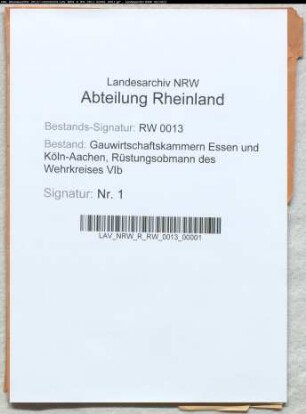 Landesarchiv NRW
Abteilung Rheinland
Bestands-Signatur: RW 0013
Bestand: Gauwirtschaftskammern Essen und
Köln-Aachen, Rüstungsobmann des
Wehrkreises VIb
Signatur: Nr. 1
LAV_NRW_R_RW_0013_00001